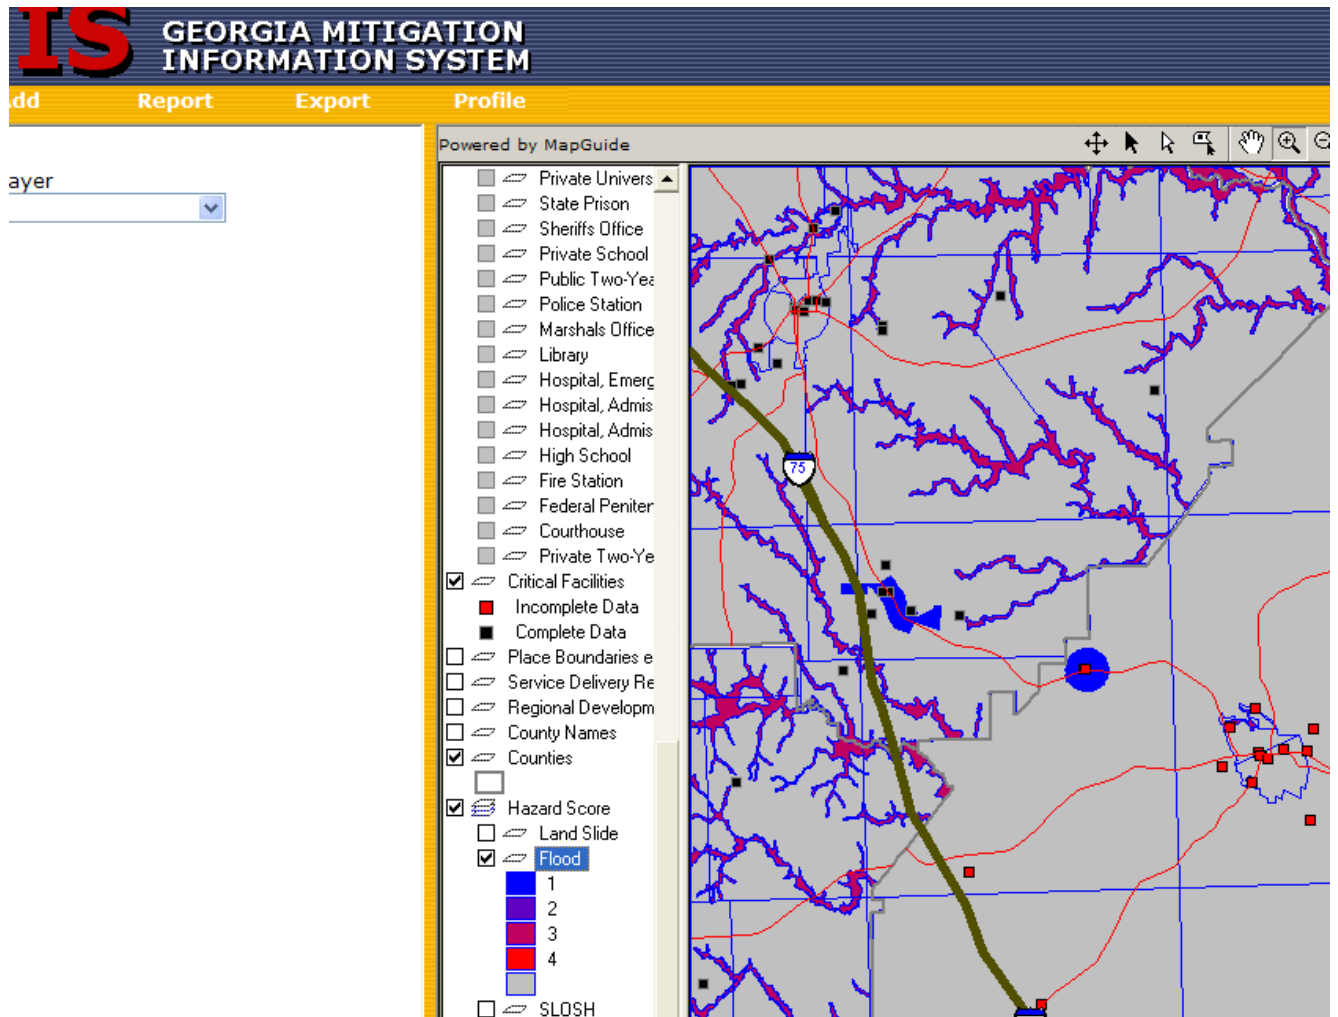 IS GEORGIA MITIGATION
INFORMATION SYSTEM
Add Report Export Profile
Powered by MapGuide
ayer
Private Univers
State Prison
Sheriffs Office
Private School
Public Two-Yea
Police Station
Marshals Office
Library
Hospital, Emerg
Hospital, Admis
Hospital, Admis
High School
Fire Station
Federal Peniter
Courthouse
Private Two-Ye
Critical Facilities
Incomplete Data
Complete Data
Place Boundaries e
Service Delivery Re
Regional Developm
County Names
Counties
Hazard Score
Land Slide
Flood
1
2
3
4
SLOSH
75